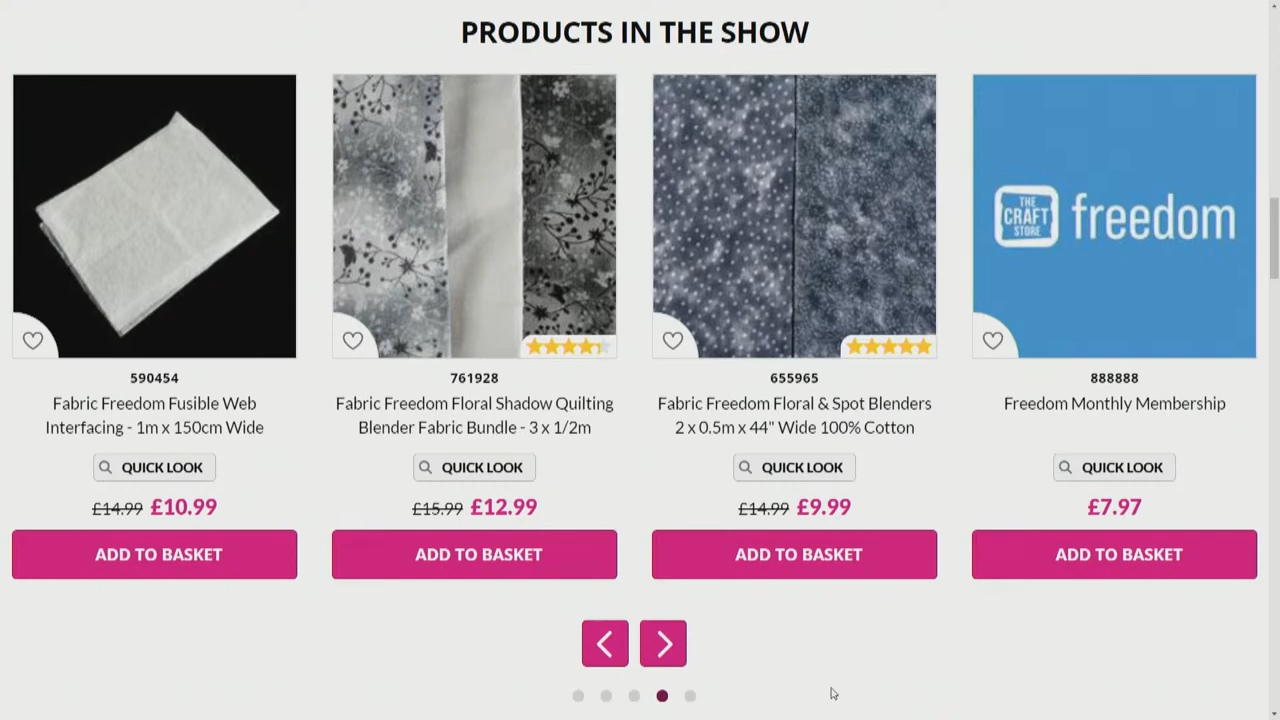 PRODUCTS IN THE SHOW
THE
CRAFT
STORE
freedom
590454
Fabric Freedom Fusible Web
Interfacing - 1m x 150cm Wide
QUICK LOOK
£14.99 £10.99
ADD TO BASKET
761928
Fabric Freedom Floral Shadow Quilting
Blender Fabric Bundle - 3 x 1/2m
QUICK LOOK
£15.99 £12.99
ADD TO BASKET
655965
Fabric Freedom Floral & Spot Blenders
2 x 0.5m x 44" Wide 100% Cotton
QUICK LOOK
£14.99 £9.99
ADD TO BASKET
888888
Freedom Monthly Membership
QUICK LOOK
£7.97
ADD TO BASKET